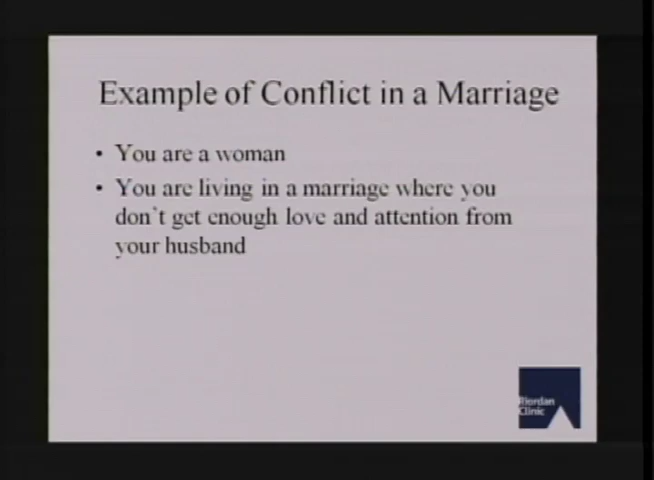 Example of Conflict in a Marriage
• You are a woman
• You are living in a marriage where you
don't get enough love and attention from
your husband
Riordan
Clinic